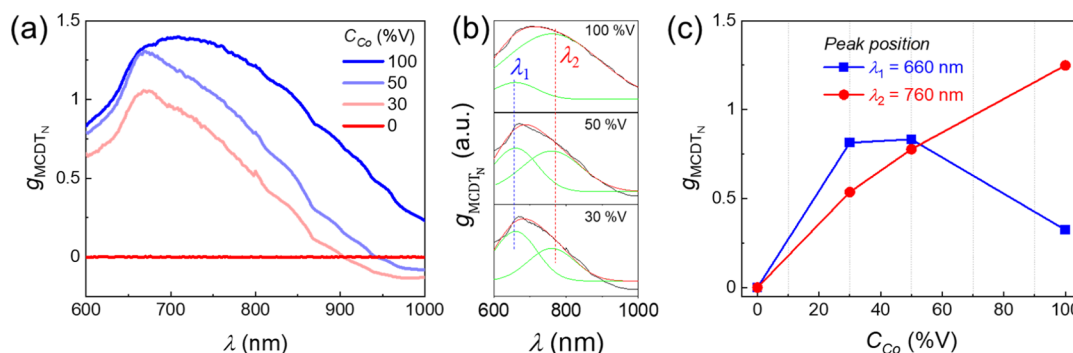 (a)
1.5
1
0.5
0
g_MCDT_N
C_Co (%V)
100
50
30
0
600 700 800 900 1000
λ (nm)
(b)
100 %V
λ₁ λ₂
50 %V
30 %V
g_MCDT_N (a.u.)
600 800 1000
λ (nm)
(c)
1.5
1
0.5
0
g_MCDT_N
Peak position
λ₁ = 660 nm
λ₂ = 760 nm
0 20 40 60 80 100
C_Co (%V)